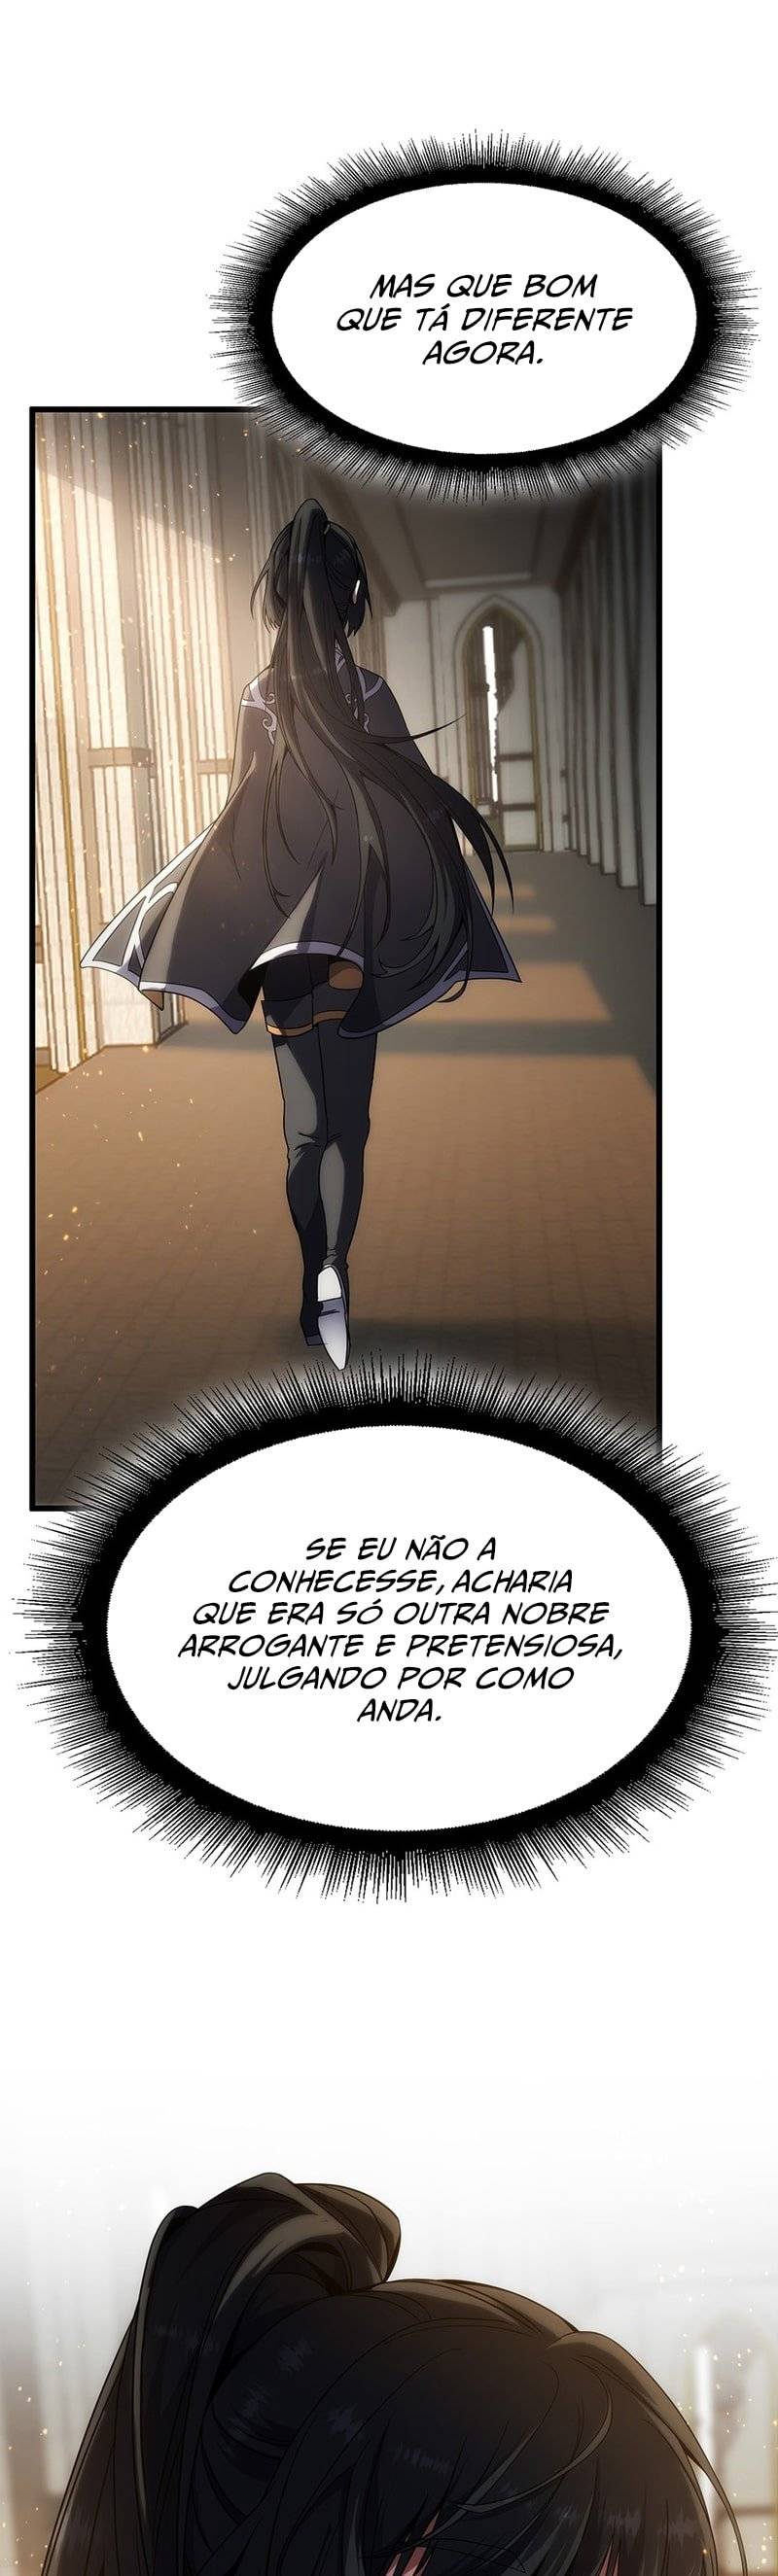 MAS QUE BOM
QUE TÁ DIFERENTE
AGORA.
SE EU NÃO A
CONHECESSE, ACHARIA
QUE ERA SÓ OUTRA NOBRE
ARROGANTE E PRETENSIOSA,
JULGANDO POR COMO
ANDA.